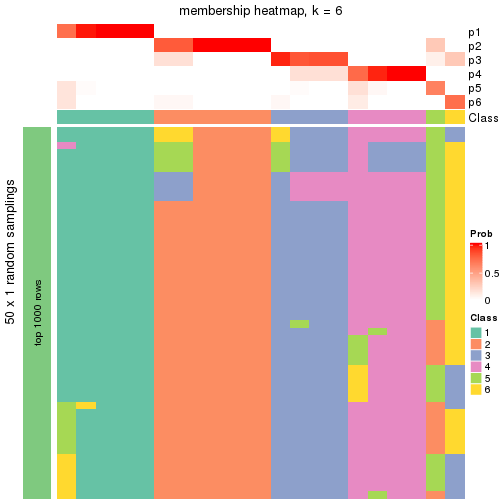 membership heatmap, k = 6
p1
p2
p3
p4
p5
p6
Class
50 x 1 random samplings
top 1000 rows
Prob
1
0.5
0
Class
1
2
3
4
5
6